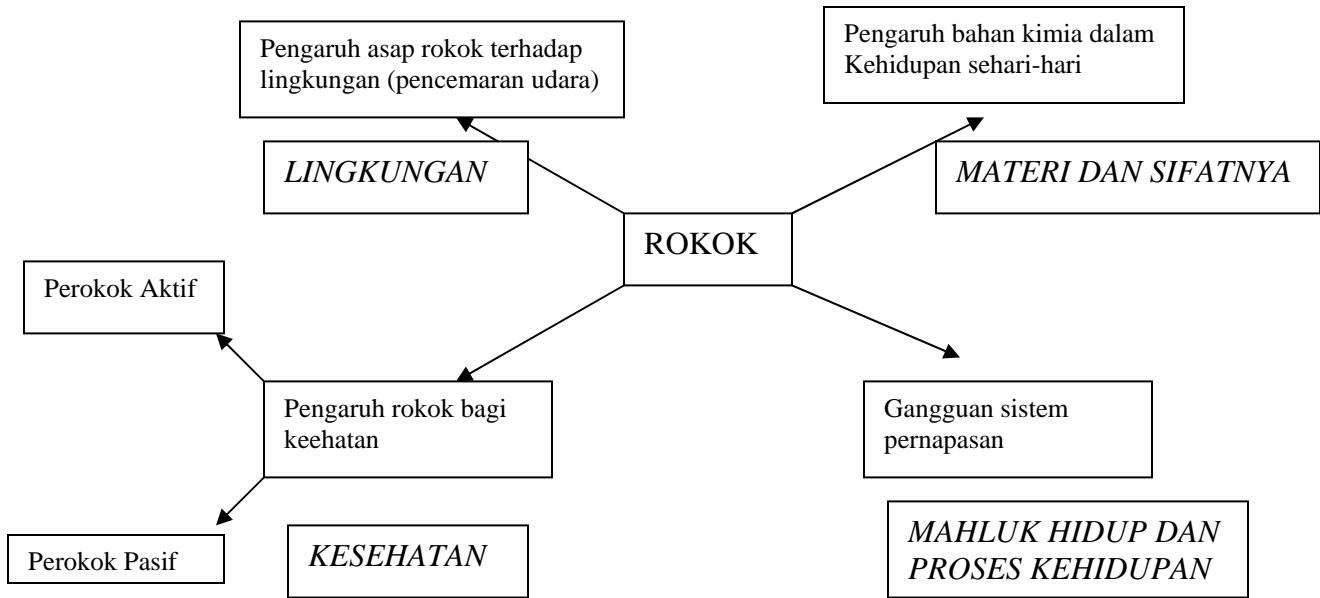 Pengaruh asap rokok terhadap
lingkungan (pencemaran udara)
Pengaruh bahan kimia dalam
Kehidupan sehari-hari
LINGKUNGAN
MATERI DAN SIFATNYA
ROKOK
Perokok Aktif
Pengaruh rokok bagi
keehatan
Gangguan sistem
pernapasan
Perokok Pasif
KESEHATAN
MAHLUK HIDUP DAN
PROSES KEHIDUPAN